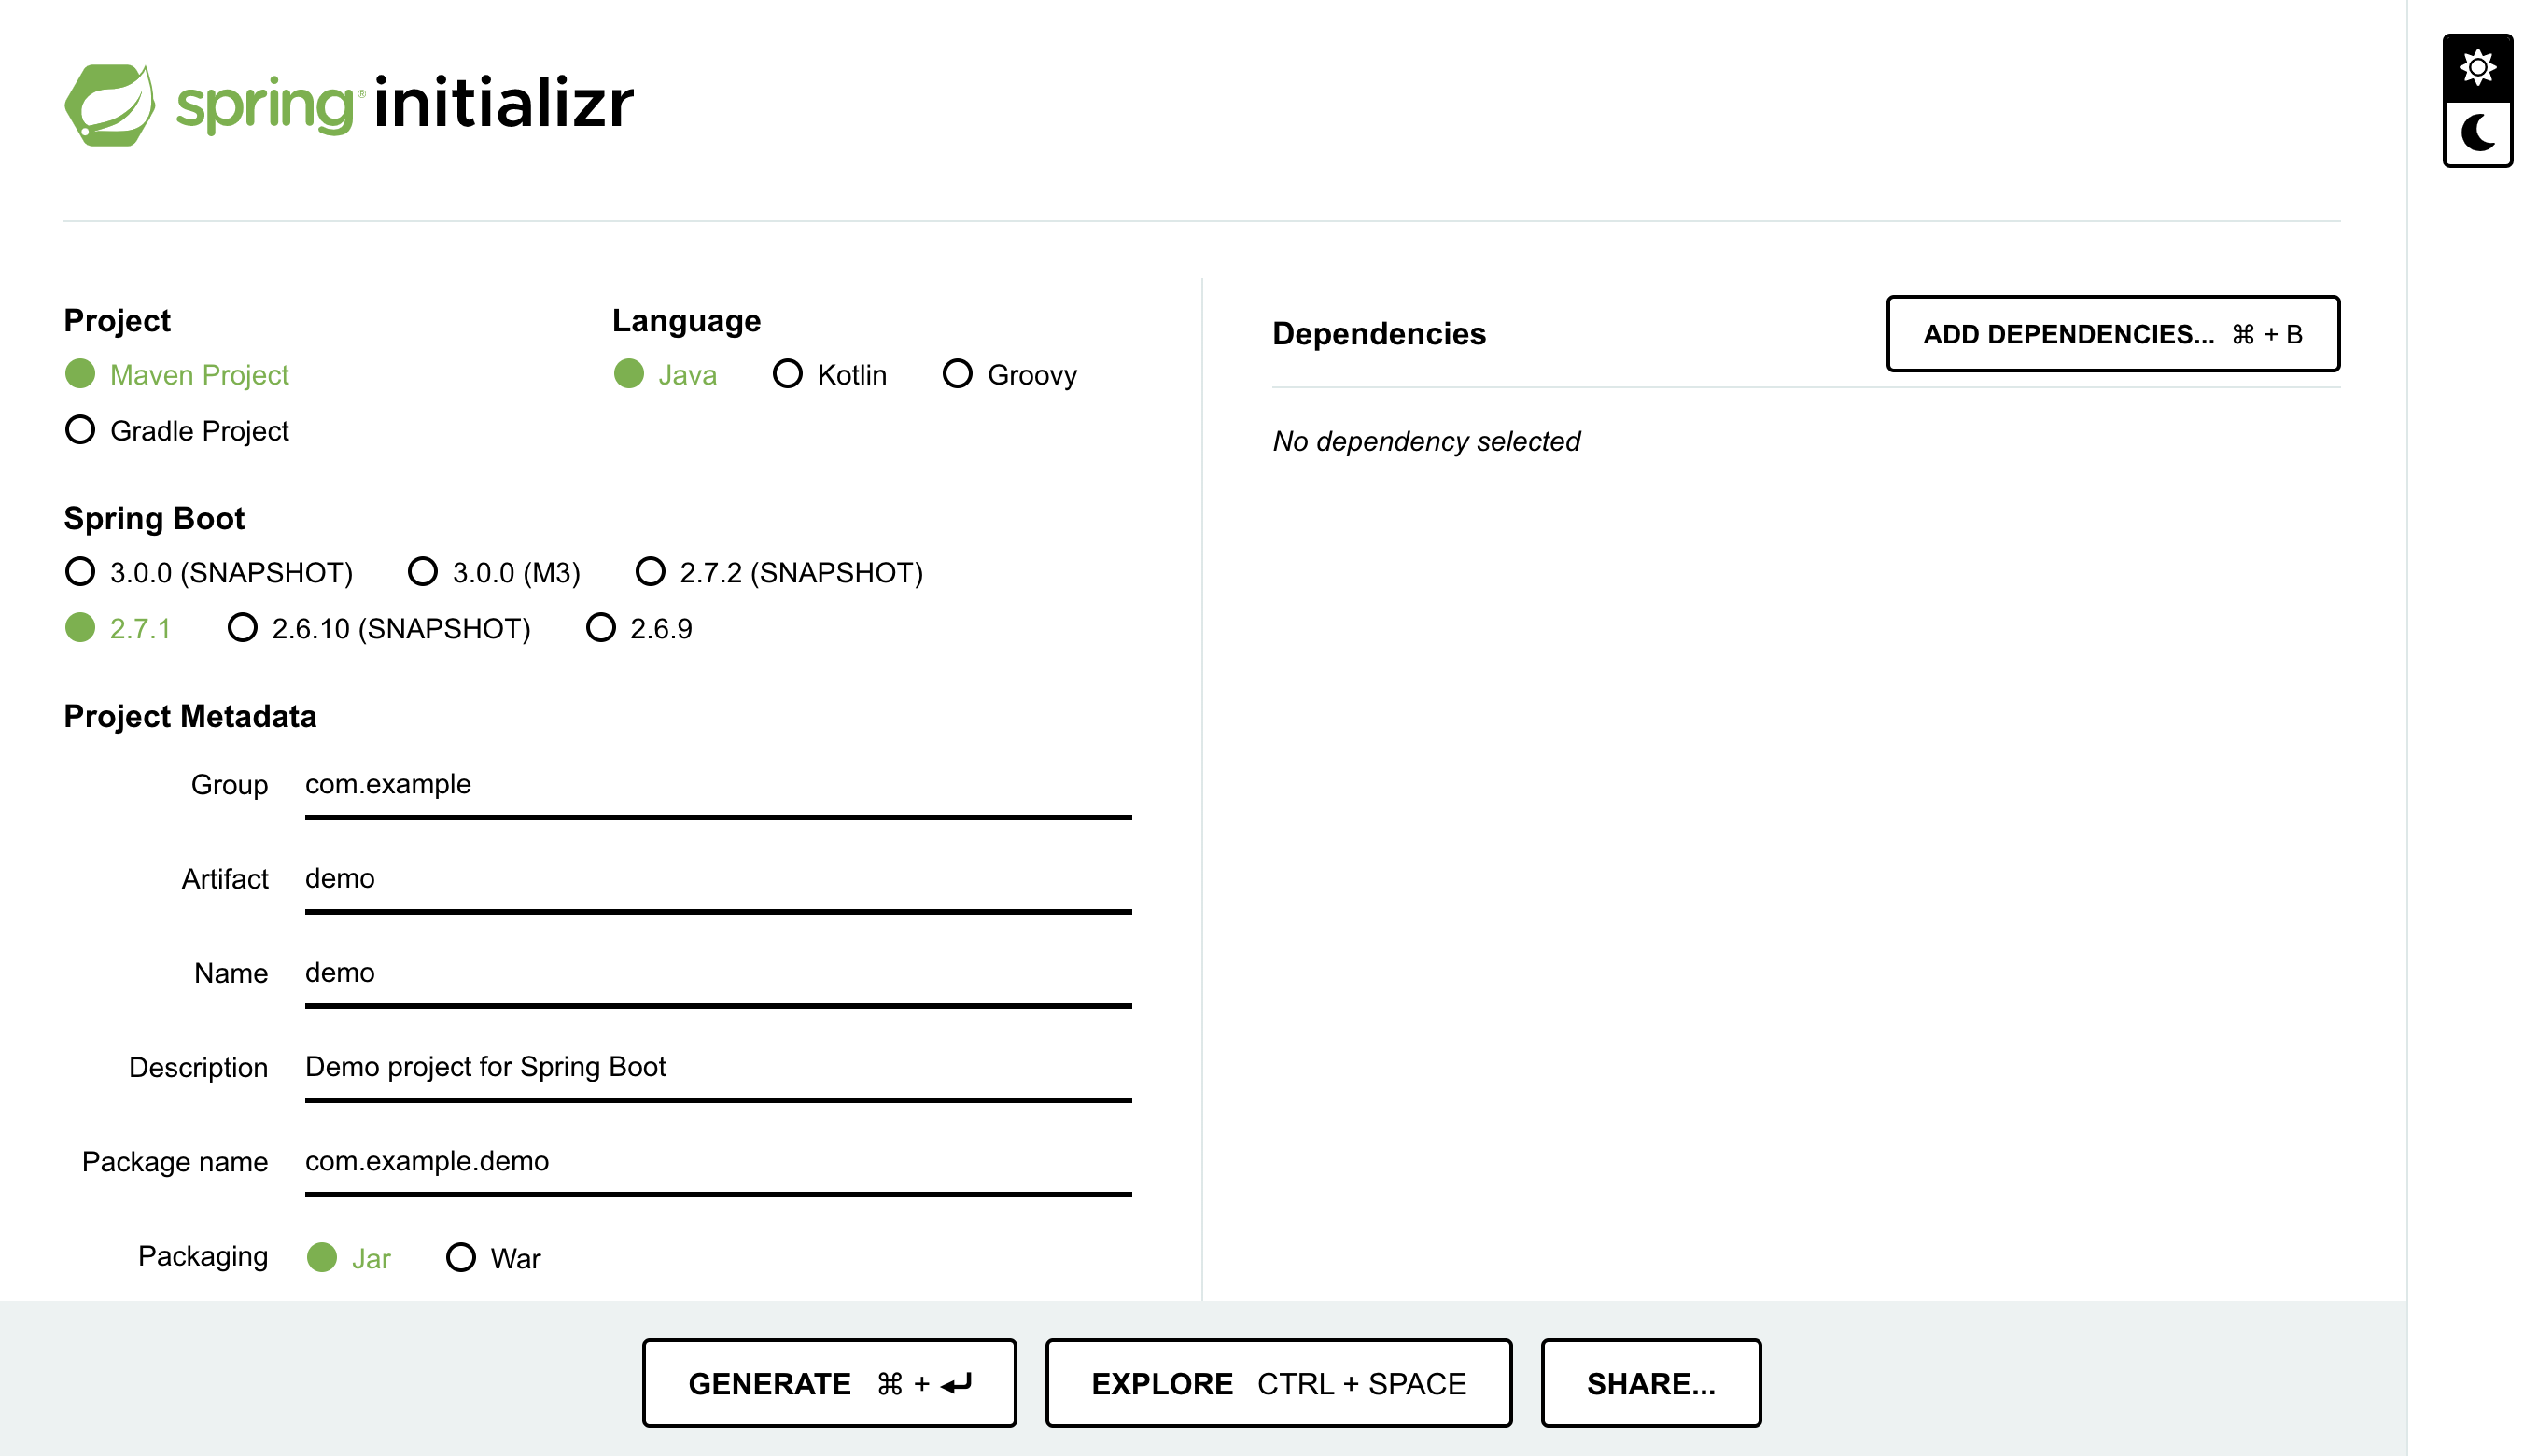 spring® initializr
Project
Maven Project
Gradle Project
Language
Java Kotlin Groovy
Spring Boot
3.0.0 (SNAPSHOT) 3.0.0 (M3) 2.7.2 (SNAPSHOT)
2.7.1 2.6.10 (SNAPSHOT) 2.6.9
Project Metadata
Group com.example
Artifact demo
Name demo
Description Demo project for Spring Boot
Package name com.example.demo
Packaging Jar War
Dependencies ADD DEPENDENCIES... ⌘ + B
No dependency selected
GENERATE ⌘ + ↵ EXPLORE CTRL + SPACE SHARE...